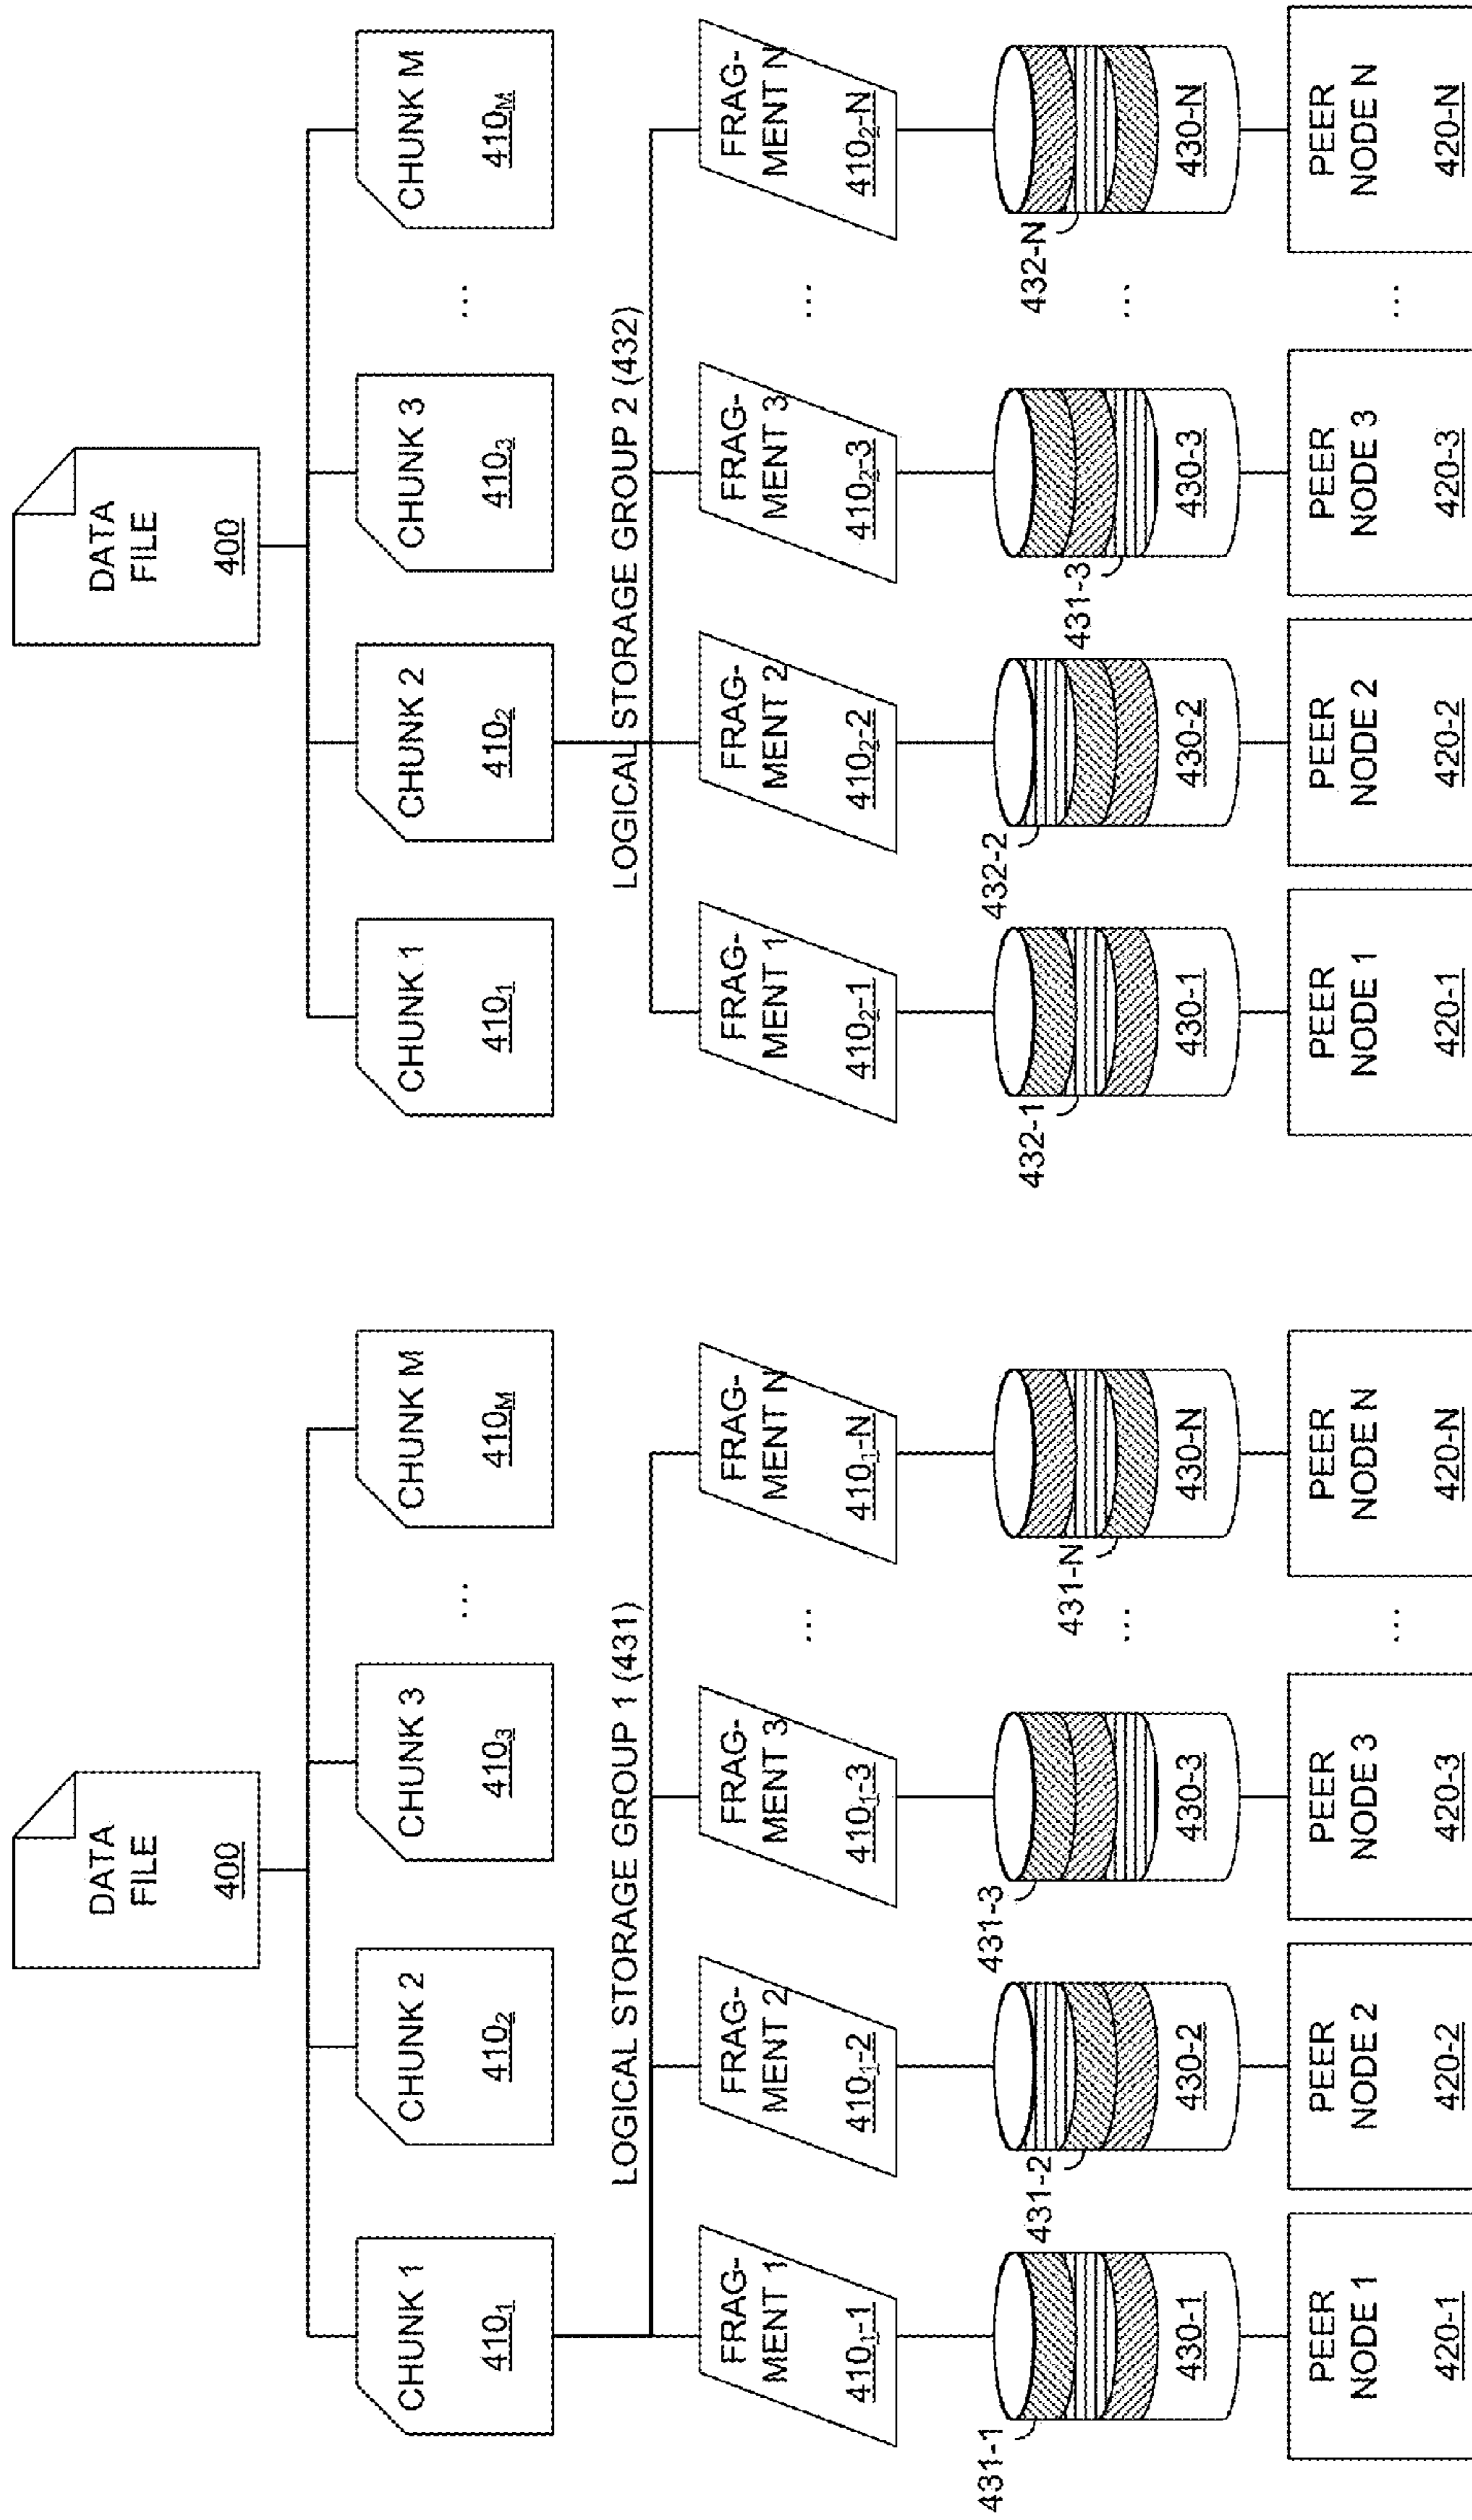 DATA
FILE
400
CHUNK 1
410₁
CHUNK 2
410₂
CHUNK 3
410₃
...
CHUNK M
410M
LOGICAL STORAGE GROUP 1 (431)
FRAG-
MENT 1
410₁-1
FRAG-
MENT 2
410₁-2
FRAG-
MENT 3
410₁-3
...
FRAG-
MENT N
410₁-N
431-1
430-1
431-2
430-2
431-3
430-3
...
431-N
430-N
PEER
NODE 1
420-1
PEER
NODE 2
420-2
PEER
NODE 3
420-3
...
PEER
NODE N
420-N
DATA
FILE
400
CHUNK 1
410₁
CHUNK 2
410₂
CHUNK 3
410₃
...
CHUNK M
410M
LOGICAL STORAGE GROUP 2 (432)
FRAG-
MENT 1
410₂-1
FRAG-
MENT 2
410₂-2
FRAG-
MENT 3
410₂-3
...
FRAG-
MENT N
410₂-N
432-1
430-1
432-2
430-2
431-3
430-3
...
432-N
430-N
PEER
NODE 1
420-1
PEER
NODE 2
420-2
PEER
NODE 3
420-3
...
PEER
NODE N
420-N